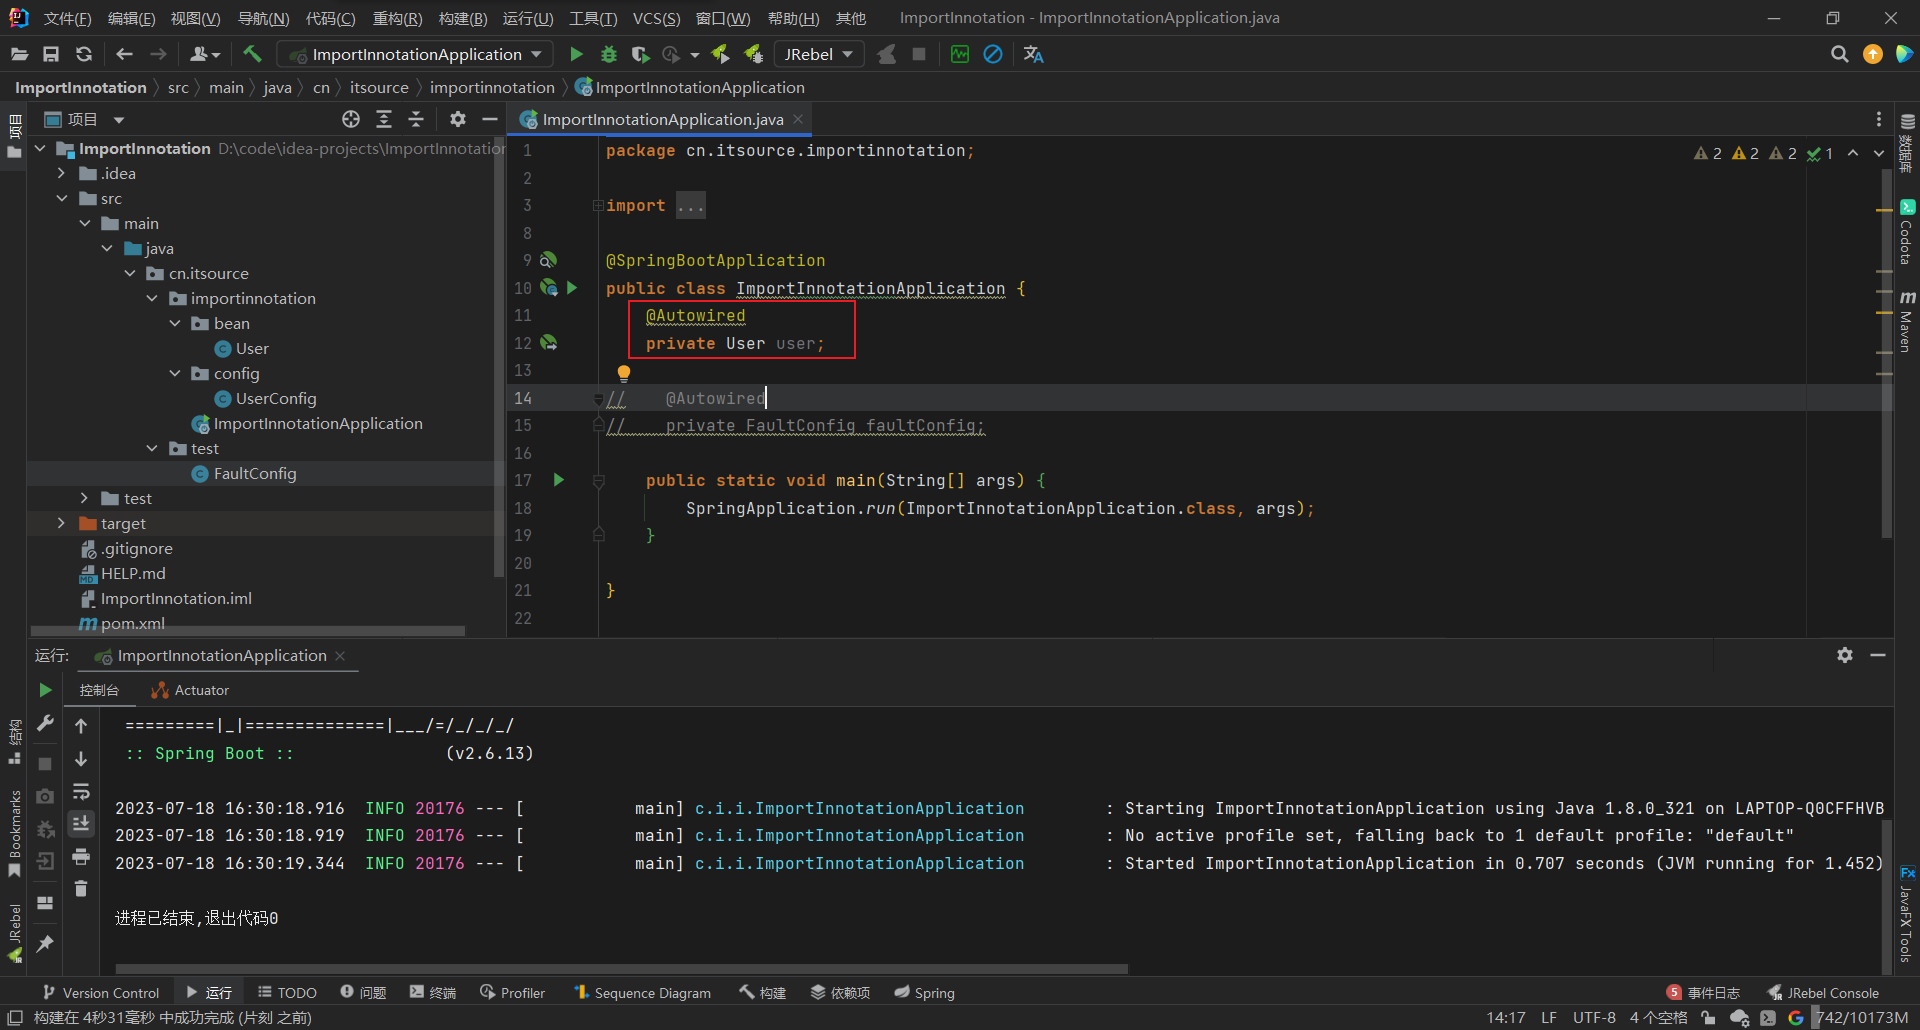 文件(F) 编辑(E) 视图(V) 导航(N) 代码(C) 重构(R) 构建(B) 运行(U) 工具(T) VCS(S) 窗口(W) 帮助(H) 其他 ImportInnotation - ImportInnotationApplication.java
ImportInnotationApplication JRebel
ImportInnotation src main java cn itsource importinnotation ImportInnotationApplication
项目
ImportInnotationApplication.java
项目
ImportInnotation D:\code\idea-projects\ImportInnotation
.idea
src
main
java
cn.itsource
importinnotation
bean
User
config
UserConfig
ImportInnotationApplication
test
FaultConfig
test
target
.gitignore
HELP.md
ImportInnotation.iml
pom.xml
1 package cn.itsource.importinnotation;
2
3 import ...
8
9 @SpringBootApplication
10 public class ImportInnotationApplication {
11 @Autowired
12 private User user;
13
14 // @Autowired
15 // private FaultConfig faultConfig;
16
17 public static void main(String[] args) {
18 SpringApplication.run(ImportInnotationApplication.class, args);
19 }
20
21 }
22
2 2 2 1
数据库
Codota
Maven
JavaFX Tools
运行: ImportInnotationApplication
控制台 Actuator
=========|_|==============|___/=/_/_/_/
:: Spring Boot :: (v2.6.13)
2023-07-18 16:30:18.916 INFO 20176 --- [ main] c.i.i.ImportInnotationApplication : Starting ImportInnotationApplication using Java 1.8.0_321 on LAPTOP-Q0CFFHVB
2023-07-18 16:30:18.919 INFO 20176 --- [ main] c.i.i.ImportInnotationApplication : No active profile set, falling back to 1 default profile: "default"
2023-07-18 16:30:19.344 INFO 20176 --- [ main] c.i.i.ImportInnotationApplication : Started ImportInnotationApplication in 0.707 seconds (JVM running for 1.452)
进程已结束,退出代码0
结构
Bookmarks
JRebel
Version Control 运行 TODO 问题 终端 Profiler Sequence Diagram 构建 依赖项 Spring 5 事件日志 JRebel Console
构建在 4秒31毫秒 中成功完成 (片刻 之前) 14:17 LF UTF-8 4 个空格 742/10173M